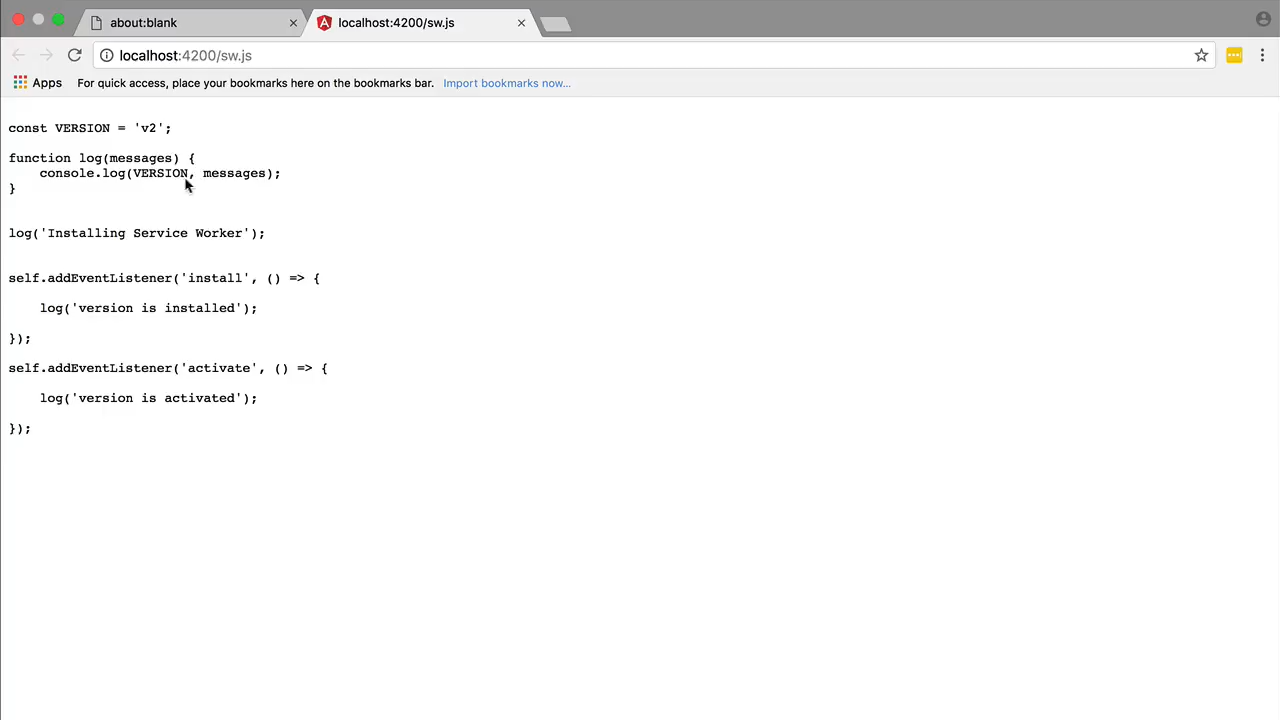 about:blank
localhost:4200/sw.js
localhost:4200/sw.js
Apps For quick access, place your bookmarks here on the bookmarks bar. Import bookmarks now...
const VERSION = 'v2';
function log(messages) {
    console.log(VERSION, messages);
}
log('Installing Service Worker');
self.addEventListener('install', () => {
    log('version is installed');
});
self.addEventListener('activate', () => {
    log('version is activated');
});